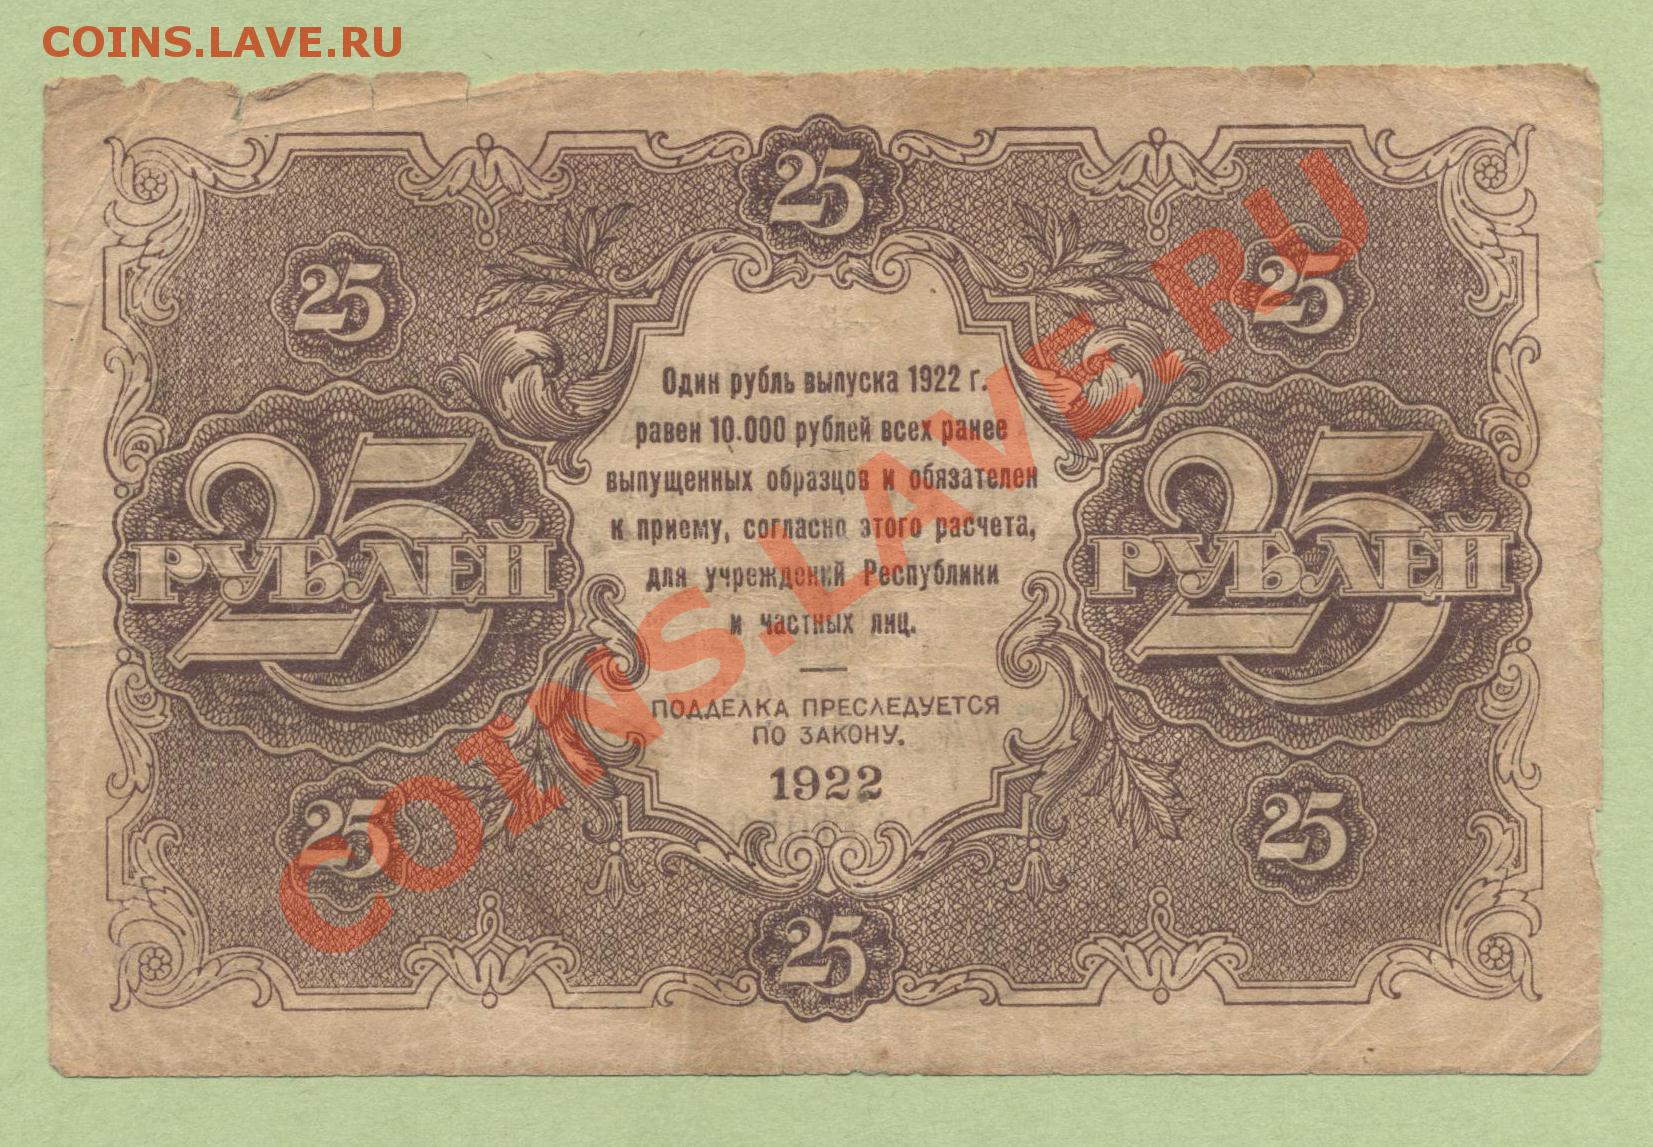 COINS.LAVE.RU
25
25
25
Один рубль выпуска 1922 г.
равен 10.000 рублей всех ранее
выпущенных образцов и обязателен
к приему, согласно этого расчета,
для учреждений Республики
и частных лиц.
25 РУБЛЕЙ
25 РУБЛЕЙ
ПОДДЕЛКА ПРЕСЛЕДУЕТСЯ
ПО ЗАКОНУ.
1922
25
25
25
COINS.LAVE.RU